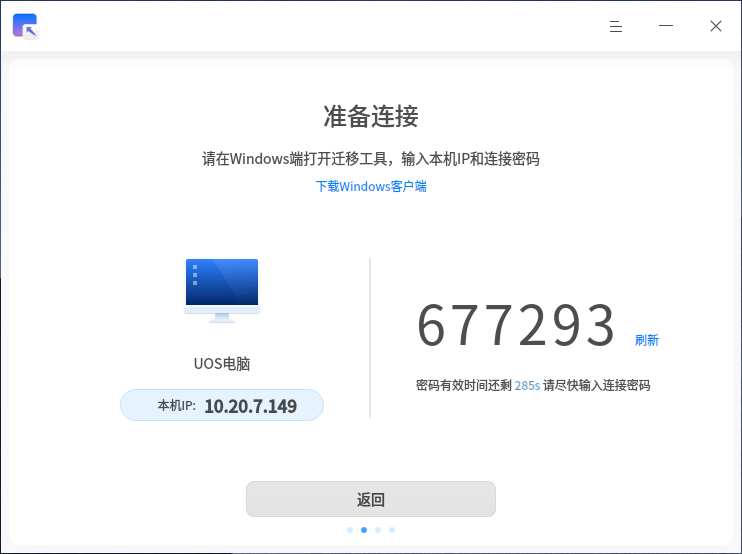 准备连接
请在Windows端打开迁移工具，输入本机IP和连接密码
下载Windows客户端
677293 刷新
UOS电脑
密码有效时间还剩 285s 请尽快输入连接密码
本机IP: 10.20.7.149
返回